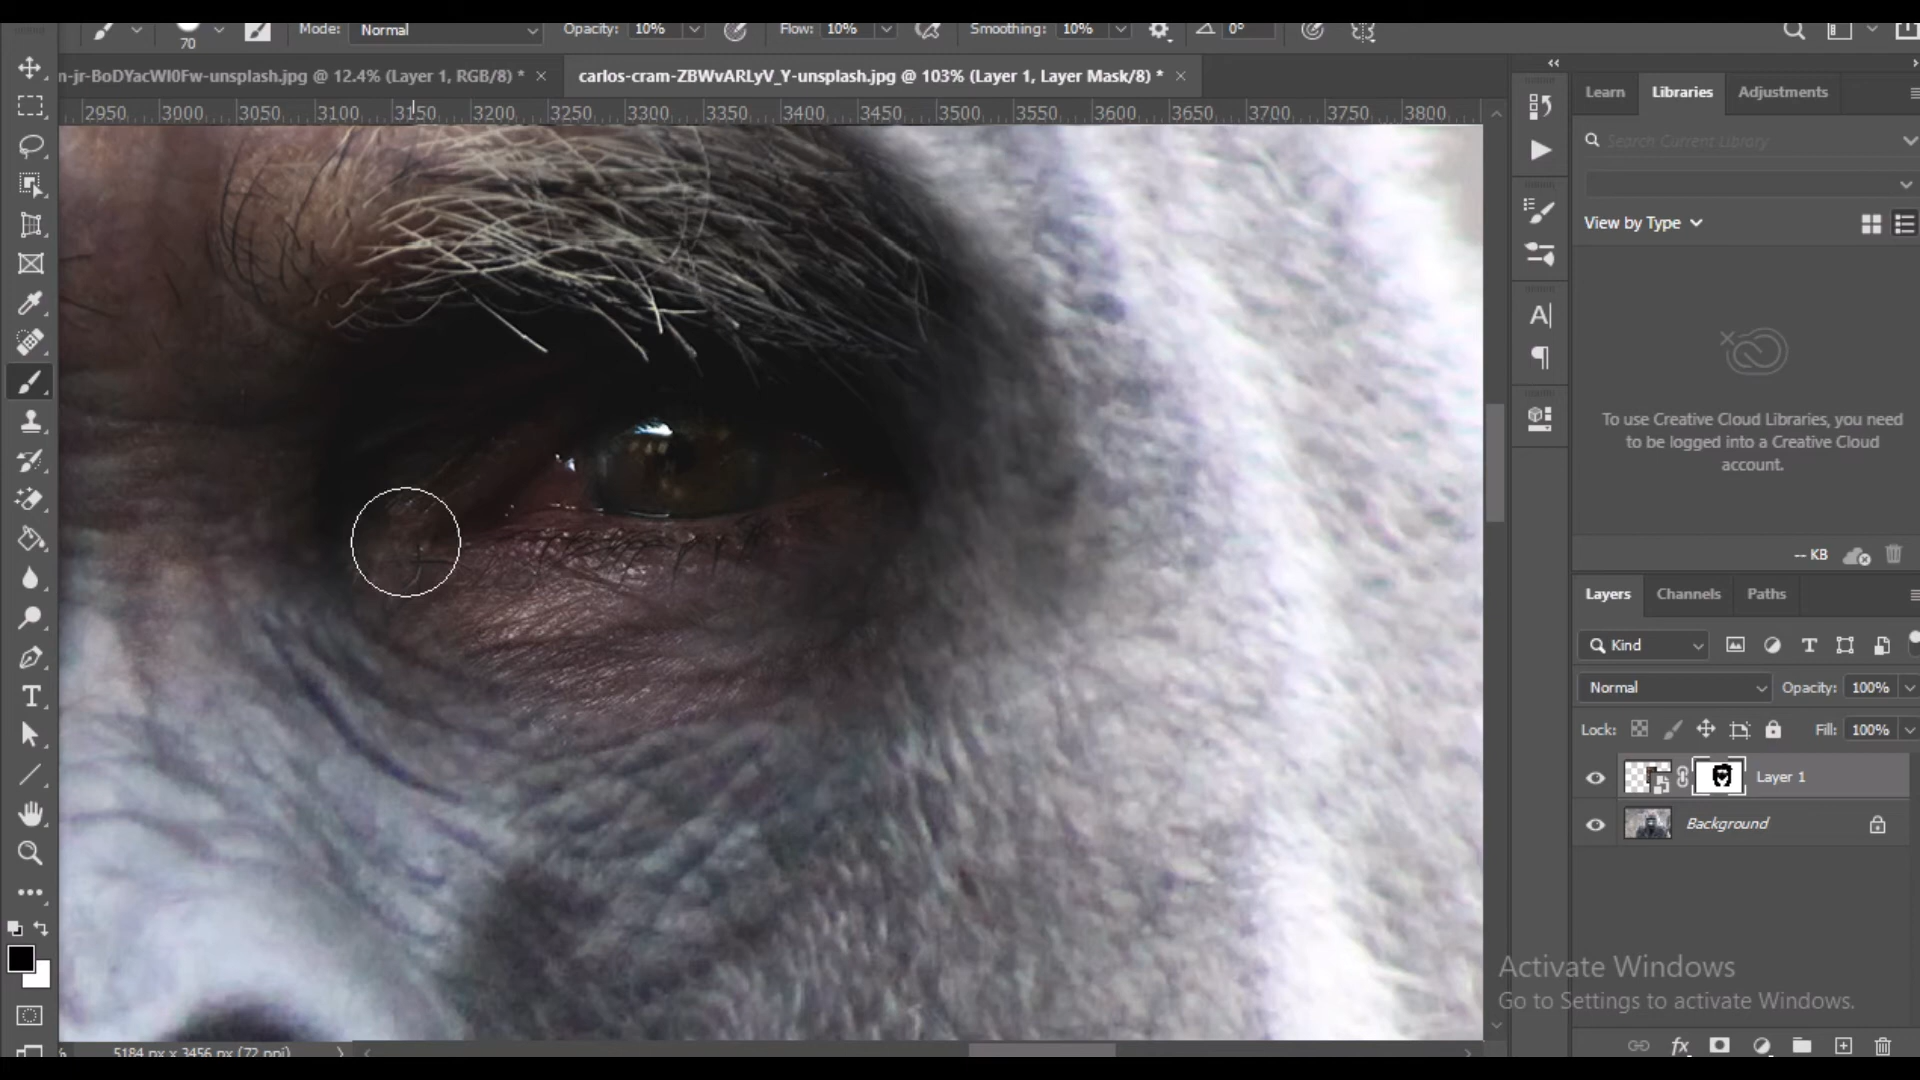 70
Mode: Normal
Opacity: 10%
Flow: 10%
Smoothing: 10%
0°
n-jr-BoDYacWI0Fw-unsplash.jpg @ 12.4% (Layer 1, RGB/8) *
carlos-cram-ZBWvARLyV_Y-unsplash.jpg @ 103% (Layer 1, Layer Mask/8) *
2950 3000 3050 3100 3150 3200 3250 3300 3350 3400 3450 3500 3550 3600 3650 3700 3750 3800
Learn Libraries Adjustments
Search Current Library
View by Type
To use Creative Cloud Libraries, you need
to be logged into a Creative Cloud
account.
-- KB
Layers Channels Paths
Kind
Normal Opacity: 100%
Lock: Fill: 100%
Layer 1
Background
Activate Windows
Go to Settings to activate Windows.
fx
5184 px x 3456 px (72 ppi)